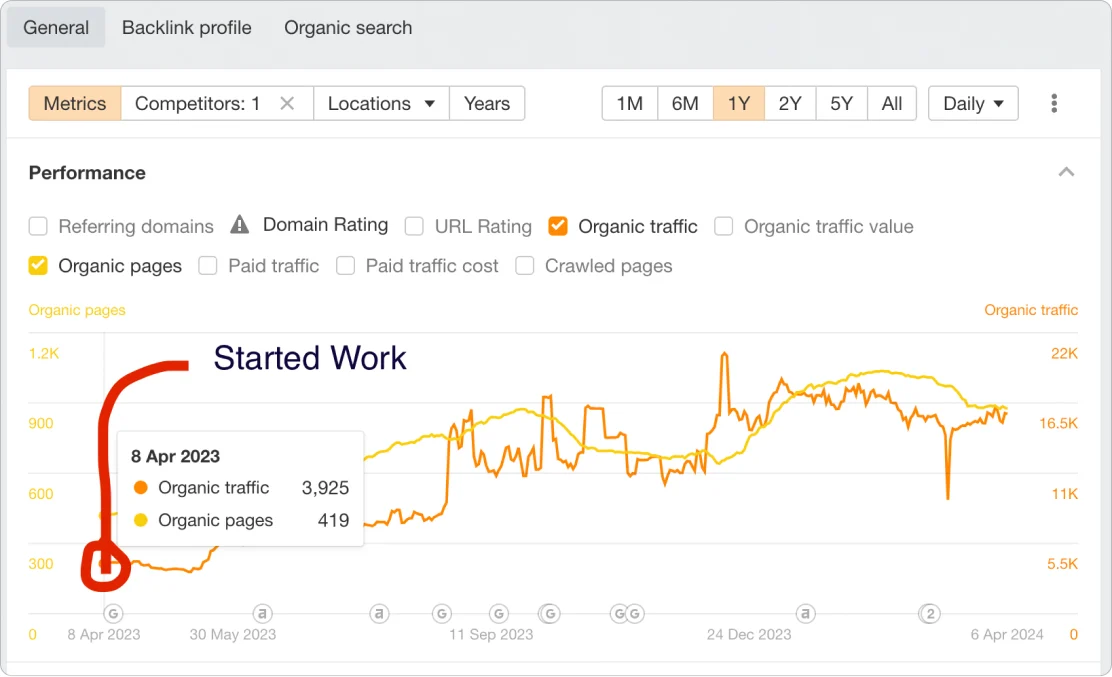 General Backlink profile Organic search
Metrics Competitors: 1 × Locations ▼ Years 1M 6M 1Y 2Y 5Y All Daily ▼
Performance
Referring domains Domain Rating URL Rating Organic traffic Organic traffic value
Organic pages Paid traffic Paid traffic cost Crawled pages
Organic pages Organic traffic
Started Work
1.2K 22K
900 16.5K
8 Apr 2023
Organic traffic 3,925
600 11K
Organic pages 419
300 5.5K
G a a G G G G G a 2
0 8 Apr 2023 30 May 2023 11 Sep 2023 24 Dec 2023 6 Apr 2024 0